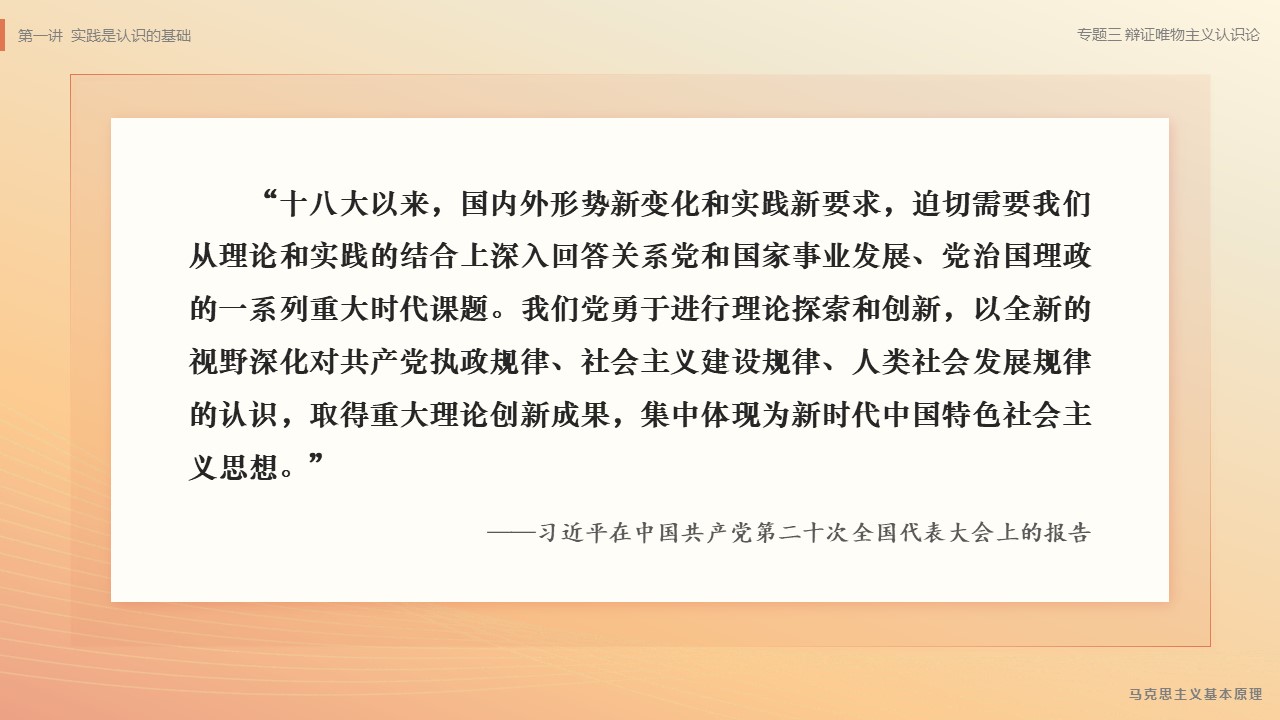 第一讲 实践是认识的基础
专题三 辩证唯物主义认识论
“十八大以来，国内外形势新变化和实践新要求，迫切需要我们
从理论和实践的结合上深入回答关系党和国家事业发展、党治国理政
的一系列重大时代课题。我们党勇于进行理论探索和创新，以全新的
视野深化对共产党执政规律、社会主义建设规律、人类社会发展规律
的认识，取得重大理论创新成果，集中体现为新时代中国特色社会主
义思想。”
——习近平在中国共产党第二十次全国代表大会上的报告
马克思主义基本原理